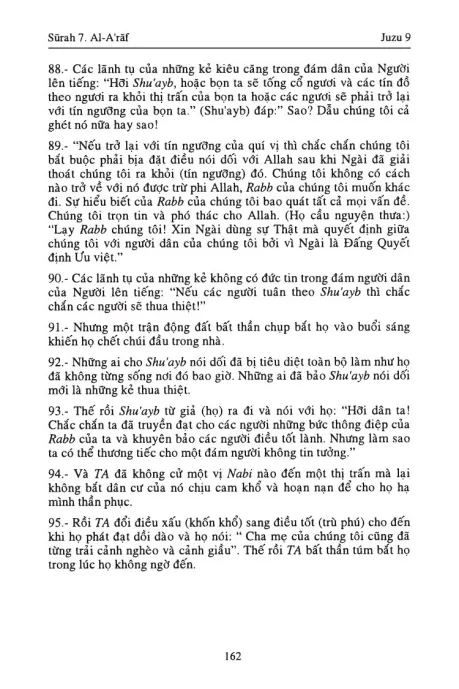 Sūrah 7. Al-A'rāf
Juzu 9
88.- Các lãnh tụ của những kẻ kiêu căng trong đám dân của Người
lên tiếng: “Hỡi Shu'ayb, hoặc bọn ta sẽ tống cổ ngươi và các tín đồ
theo ngươi ra khỏi thị trấn của bọn ta hoặc các ngươi sẽ phải trở lại
với tín ngưỡng của bọn ta.” (Shu'ayb) đáp:” Sao? Dẫu chúng tôi cả
ghét nó nữa hay sao!
89.- “Nếu trở lại với tín ngưỡng của quí vị thì chắc chắn chúng tôi
bắt buộc phải bịa đặt điều nói dối với Allah sau khi Ngài đã giải
thoát chúng tôi ra khỏi (tín ngưỡng) đó. Chúng tôi không có cách
nào trở về với nó được trừ phi Allah, Rabb của chúng tôi muốn khác
đi. Sự hiểu biết của Rabb của chúng tôi bao quát tất cả mọi vấn đề.
Chúng tôi trọn tin và phó thác cho Allah. (Họ cầu nguyện thưa:)
“Lạy Rabb chúng tôi! Xin Ngài dùng sự Thật mà quyết định giữa
chúng tôi với người dân của chúng tôi bởi vì Ngài là Đấng Quyết
định Ưu việt.”
90.- Các lãnh tụ của những kẻ không có đức tin trong đám người dân
của Người lên tiếng: “Nếu các người tuân theo Shu'ayb thì chắc
chắn các người sẽ thua thiệt!”
91.- Nhưng một trận động đất bất thần chụp bắt họ vào buổi sáng
khiến họ chết chúi đầu trong nhà.
92.- Những ai cho Shu'ayb nói dối đã bị tiêu diệt toàn bộ làm như họ
đã không từng sống nơi đó bao giờ. Những ai đã bảo Shu'ayb nói dối
mới là những kẻ thua thiệt.
93.- Thế rồi Shu'ayb từ giả (họ) ra đi và nói với họ: “Hỡi dân ta!
Chắc chắn ta đã truyền đạt cho các người những bức thông điệp của
Rabb của ta và khuyên bảo các người điều tốt lành. Nhưng làm sao
ta có thể thương tiếc cho một đám người không tin tưởng.”
94.- Và TA đã không cử một vị Nabi nào đến một thị trấn mà lại
không bắt dân cư của nó chịu cam khổ và hoạn nạn để cho họ hạ
mình thần phục.
95.- Rồi TA đổi điều xấu (khốn khổ) sang điều tốt (trù phú) cho đến
khi họ phát đạt dồi dào và họ nói: “ Cha mẹ của chúng tôi cũng đã
từng trải cảnh nghèo và cảnh giầu”. Thế rồi TA bất thần túm bắt họ
trong lúc họ không ngờ đến.
162